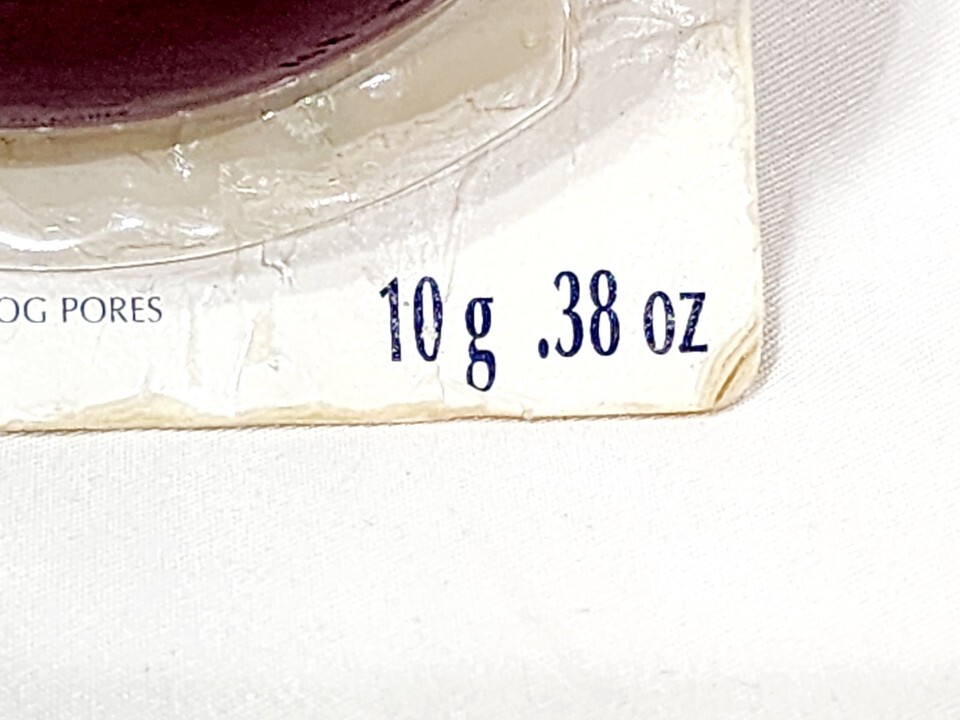 OG PORES
10 g .38 oz